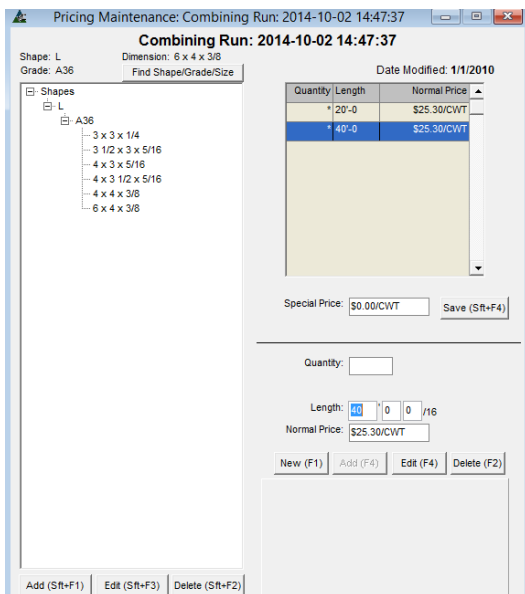 Pricing Maintenance: Combining Run: 2014-10-02 14:47:37
Combining Run: 2014-10-02 14:47:37
Shape: L
Dimension: 6 x 4 x 3/8
Grade: A36
Find Shape/Grade/Size
Date Modified: 1/1/2010
Shapes
L
A36
3 x 3 x 1/4
3 1/2 x 3 x 5/16
4 x 3 x 5/16
4 x 3 1/2 x 5/16
4 x 4 x 3/8
6 x 4 x 3/8
Quantity Length Normal Price
* 20'-0 $25.30/CWT
* 40'-0 $25.30/CWT
Special Price: $0.00/CWT Save (Sft+F4)
Quantity:
Length: 40 ' 0 0 /16
Normal Price: $25.30/CWT
New (F1) Add (F4) Edit (F4) Delete (F2)
Add (Sft+F1) Edit (Sft+F3) Delete (Sft+F2)